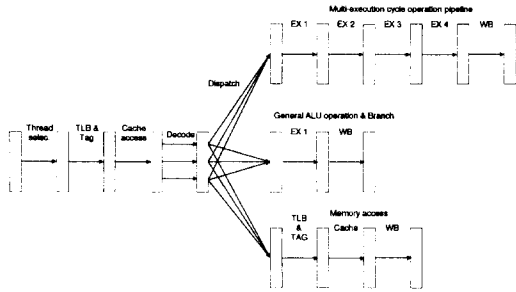 Multi-execution cycle operation pipeline
EX 1 EX 2 EX 3 EX 4 WB
Dispatch
General ALU operation & Branch
Thread selec. TLB & Tag Cache access Decode
EX 1 WB
Memory access
TLB & TAG Cache WB